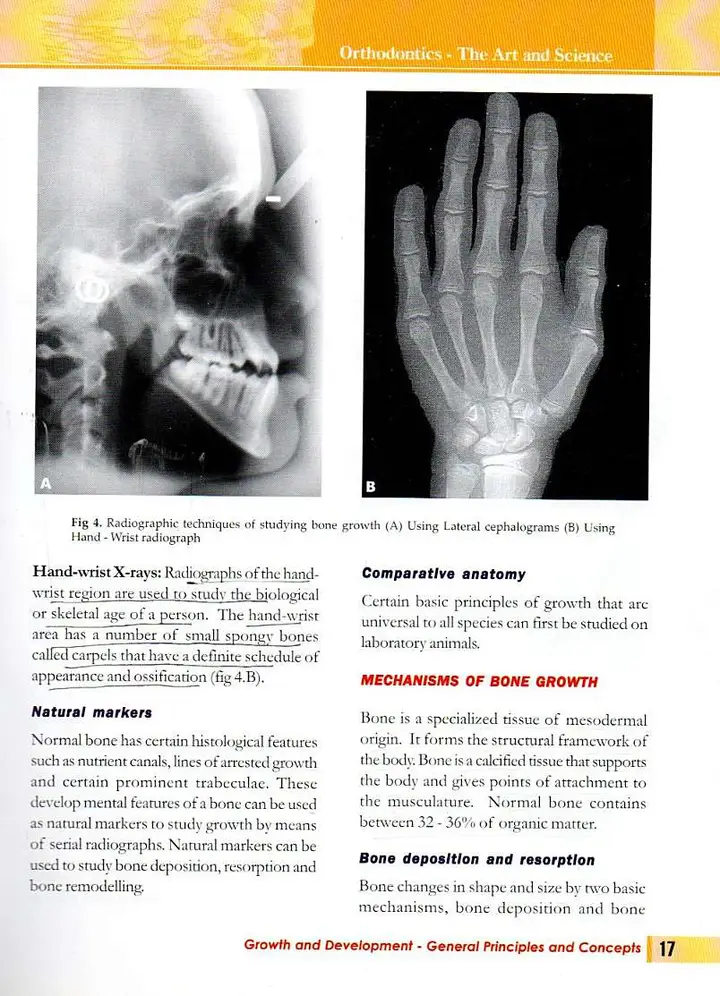 Orthodontics - The Art and Science
A
B
Fig 4. Radiographic techniques of studying bone growth (A) Using Lateral cephalograms (B) Using
Hand - Wrist radiograph
Hand-wrist X-rays: Radiographs of the hand-
wrist region are used to study the biological
or skeletal age of a person. The hand-wrist
area has a number of small spongy bones
called carpels that have a definite schedule of
appearance and ossification (fig 4.B).
Natural markers
Normal bone has certain histological features
such as nutrient canals, lines of arrested growth
and certain prominent trabeculae. These
develop mental features of a bone can be used
as natural markers to study growth by means
of serial radiographs. Natural markers can be
used to study bone deposition, resorption and
bone remodelling.
Comparative anatomy
Certain basic principles of growth that are
universal to all species can first be studied on
laboratory animals.
MECHANISMS OF BONE GROWTH
Bone is a specialized tissue of mesodermal
origin. It forms the structural framework of
the body. Bone is a calcified tissue that supports
the body and gives points of attachment to
the musculature. Normal bone contains
between 32 - 36% of organic matter.
Bone deposition and resorption
Bone changes in shape and size by two basic
mechanisms, bone deposition and bone
Growth and Development - General Principles and Concepts 17